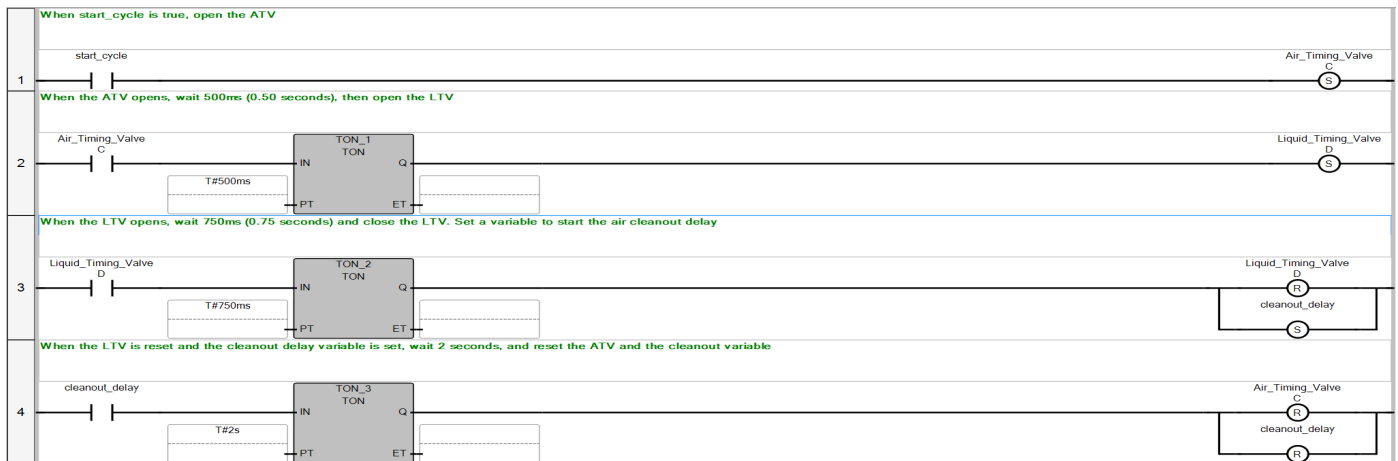 When start_cycle is true, open the ATV
start_cycle
Air_Timing_Valve
C
1
S
When the ATV opens, wait 500ms (0.50 seconds), then open the LTV
Air_Timing_Valve
C
TON_1
TON
Liquid_Timing_Valve
D
2
IN
Q
S
T#500ms
PT
ET
When the LTV opens, wait 750ms (0.75 seconds) and close the LTV. Set a variable to start the air cleanout delay
Liquid_Timing_Valve
D
TON_2
TON
Liquid_Timing_Valve
D
3
IN
Q
R
T#750ms
cleanout_delay
PT
ET
S
When the LTV is reset and the cleanout delay variable is set, wait 2 seconds, and reset the ATV and the cleanout variable
cleanout_delay
TON_3
TON
Air_Timing_Valve
C
4
IN
Q
R
T#2s
cleanout_delay
PT
ET
R